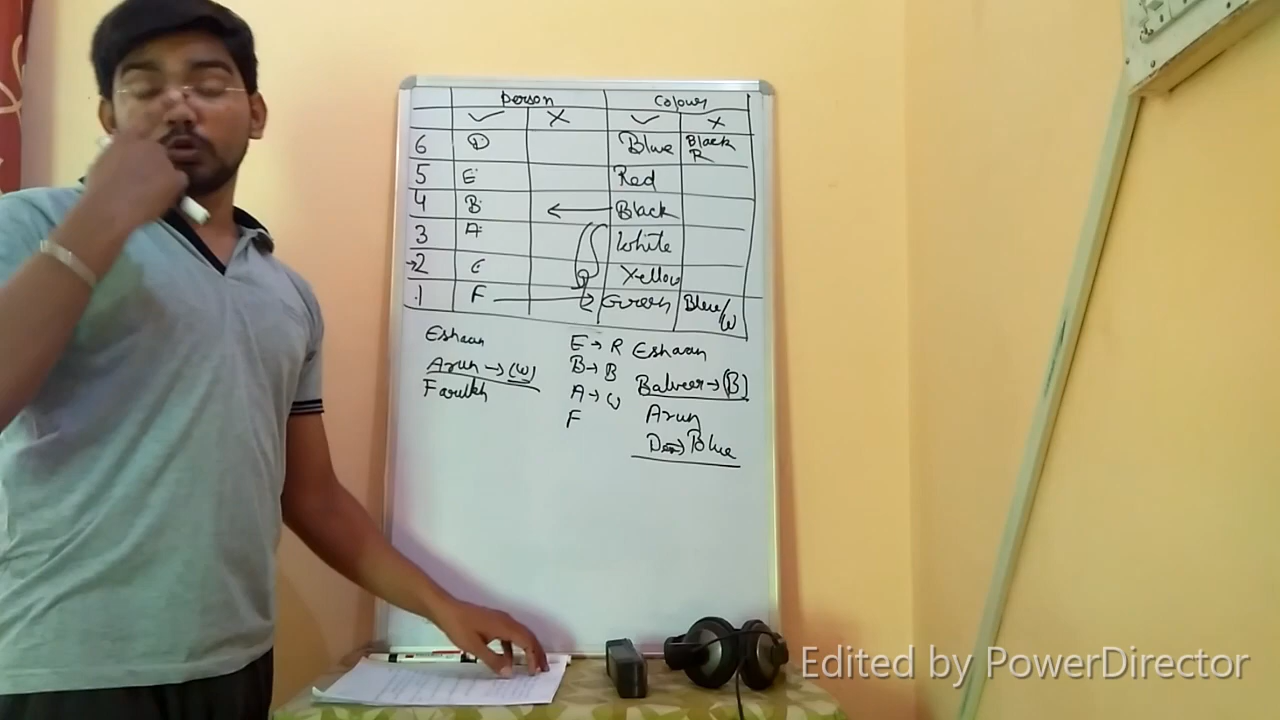 Person Colour
✓ X ✓ X
6 D Blue Black R
5 E Red
4 B Black
3 A White
2 C Yellow
1 F Green Blue/W
Eshaan
Arun → (W)
Farukh
E → R
B → B
A → W
F
Eshaan
Balveer → (B)
Arun
D → Blue
Edited by PowerDirector